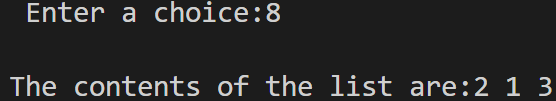 Enter a choice:8
The contents of the list are:2 1 3